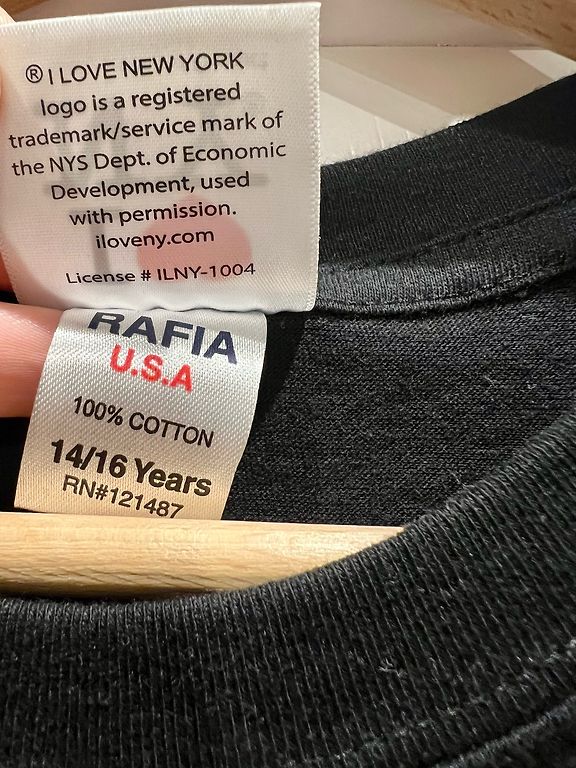 ® I LOVE NEW YORK
logo is a registered
trademark/service mark of
the NYS Dept. of Economic
Development, used
with permission.
iloveny.com
License # ILNY-1004
RAFIA
U.S.A
100% COTTON
14/16 Years
RN#121487